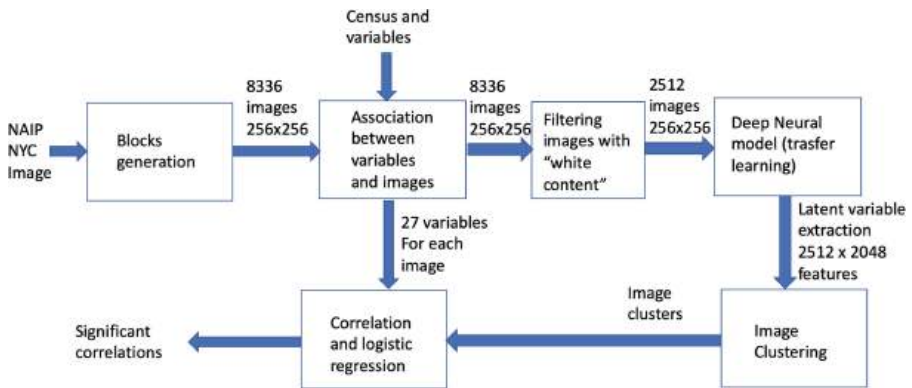 Census and
variables
NAIP
NYC
Image
Blocks
generation
8336
images
256x256
Association
between
variables
and images
8336
images
256x256
Filtering
images with
“white
content”
2512
images
256x256
Deep Neural
model (trasfer
learning)
27 variables
For each
image
Latent variable
extraction
2512 x 2048
features
Significant
correlations
Correlation
and logistic
regression
Image
clusters
Image
Clustering